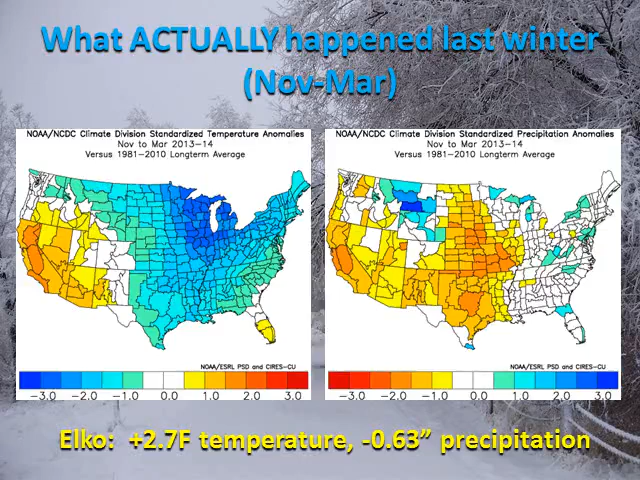 What ACTUALLY happened last winter
(Nov-Mar)
NOAA/NCDC Climate Division Standardized Temperature Anomalies
Nov to Mar 2013-14
Versus 1981-2010 Longterm Average
NOAA/ESRL PSD and CIRES-CU
-3.0 -2.0 -1.0 0.0 1.0 2.0 3.0
NOAA/NCDC Climate Division Standardized Precipitation Anomalies
Nov to Mar 2013-14
Versus 1981-2010 Longterm Average
NOAA/ESRL PSD and CIRES-CU
-3.0 -2.0 -1.0 0.0 1.0 2.0 3.0
Elko: +2.7F temperature, -0.63” precipitation